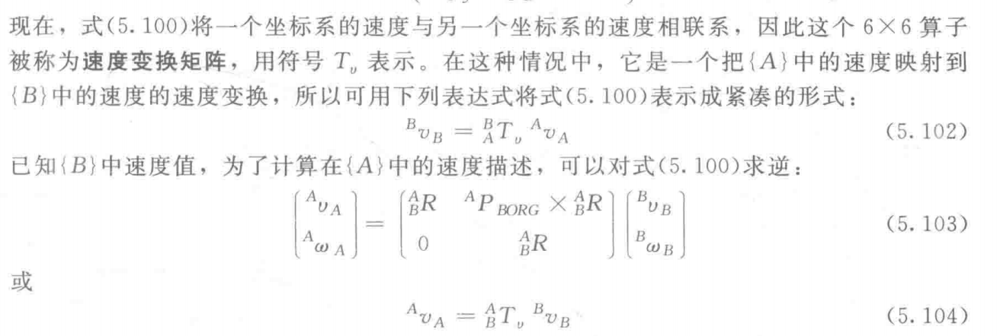 现在，式(5.100)将一个坐标系的速度与另一个坐标系的速度相联系，因此这个 6×6 算子
被称为速度变换矩阵，用符号 $T_v$ 表示。在这种情况中，它是一个把{A}中的速度映射到
{B}中的速度的速度变换，所以可用下列表达式将式(5.100)表示成紧凑的形式：
$^{B}v_{B} = {}^{B}_{A}T_{v}\,{}^{A}v_{A}$ (5.102)
已知{B}中速度值，为了计算在{A}中的速度描述，可以对式(5.100)求逆：
$\begin{bmatrix} {}^{A}v_{A} \\ {}^{A}\omega_{A} \end{bmatrix} = \begin{bmatrix} {}^{A}_{B}R & {}^{A}P_{BORG} \times {}^{A}_{B}R \\ 0 & {}^{A}_{B}R \end{bmatrix} \begin{bmatrix} {}^{B}v_{B} \\ {}^{B}\omega_{B} \end{bmatrix}$ (5.103)
或
$^{A}v_{A} = {}^{A}_{B}T_{v}\,{}^{B}v_{B}$ (5.104)